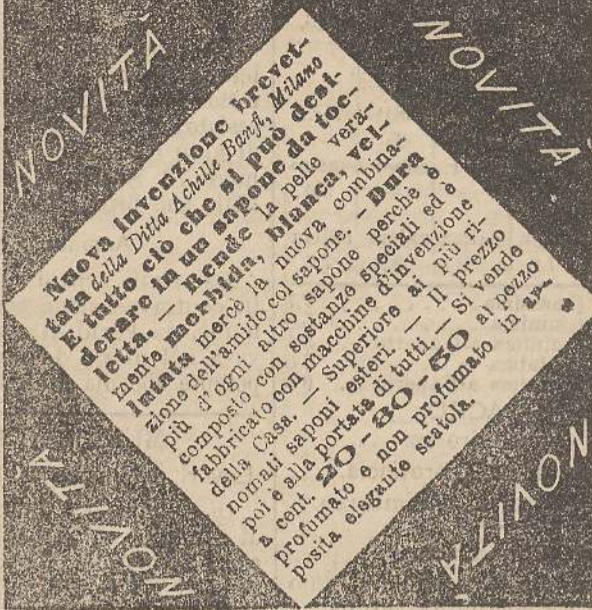 NOVITÀ
NOVITÀ
Nuova invenzione brevet-
tata della Ditta Achille Banfi, Milano
È tutto ciò che si può desi-
derare in un sapone da toc-
letta. — Rende la pelle vera-
mente morbida, bianca, vel-
lutata mercè la nuova combina-
zione dell'amido col sapone. — Dura
più d'ogni altro sapone perchè è
composto con sostanze speciali ed è
fabbricato con macchine d'invenzione
della Casa. — Superiore ai più ri-
nomati saponi esteri. — Il prezzo
poi è alla portata di tutti. — Si vende
a cent. 20 - 30 - 50 al pezzo
profumato e non profumato in ap-
posita elegante scatola.
NOVITÀ
NOVITÀ